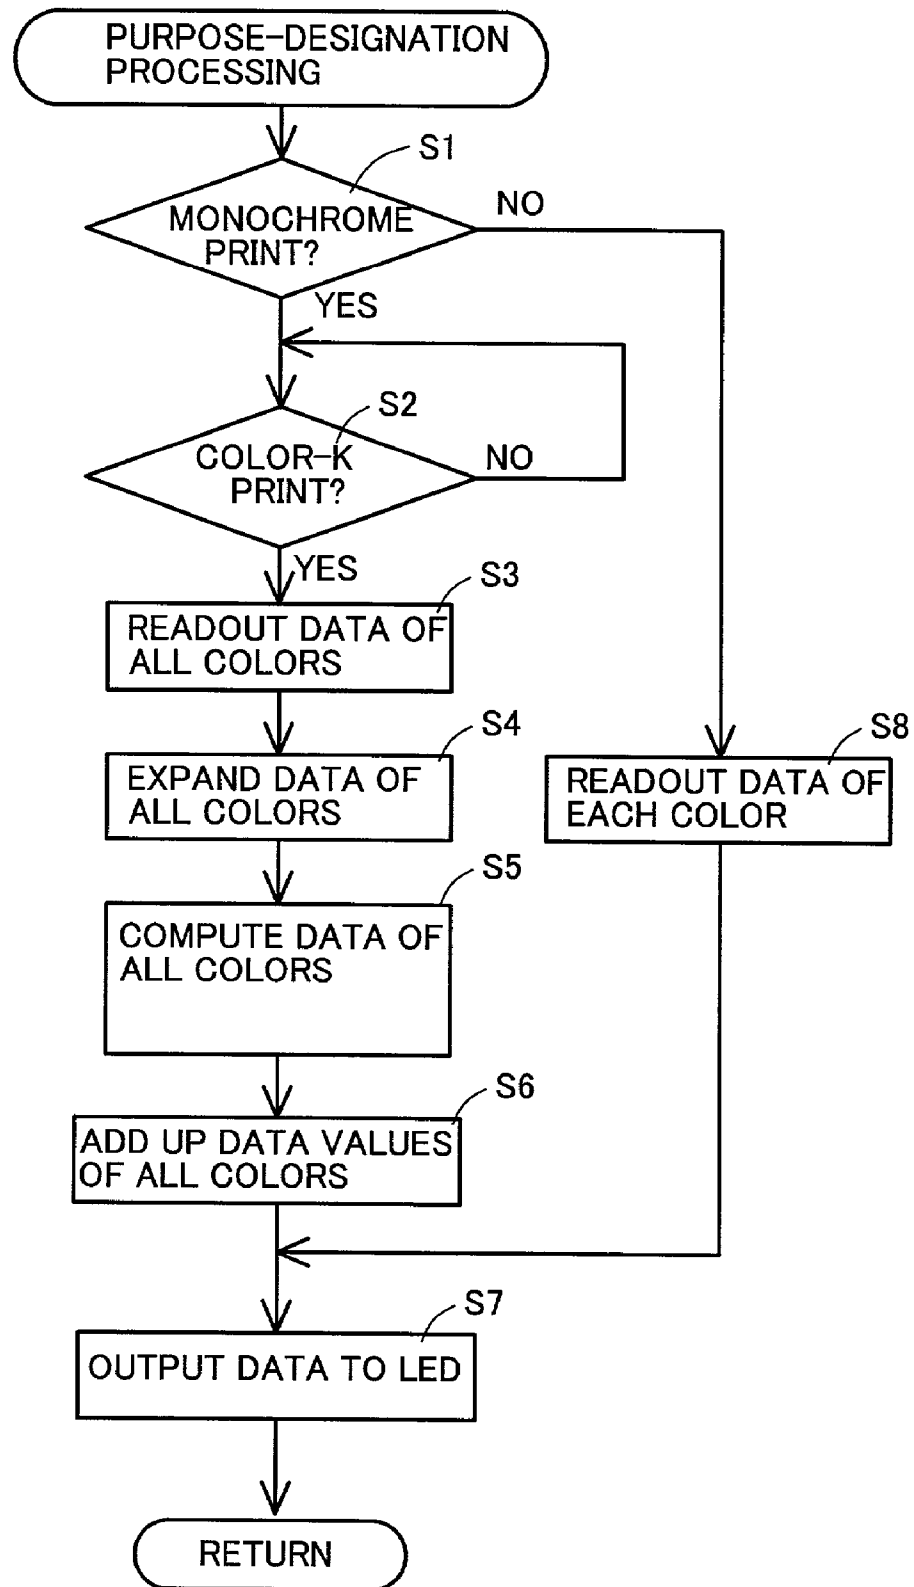 PURPOSE-DESIGNATION
PROCESSING
S1
MONOCHROME
PRINT?
NO
YES
S2
COLOR-K
PRINT?
NO
YES
S3
READOUT DATA OF
ALL COLORS
S4
EXPAND DATA OF
ALL COLORS
S8
READOUT DATA OF
EACH COLOR
S5
COMPUTE DATA OF
ALL COLORS
S6
ADD UP DATA VALUES
OF ALL COLORS
S7
OUTPUT DATA TO LED
RETURN